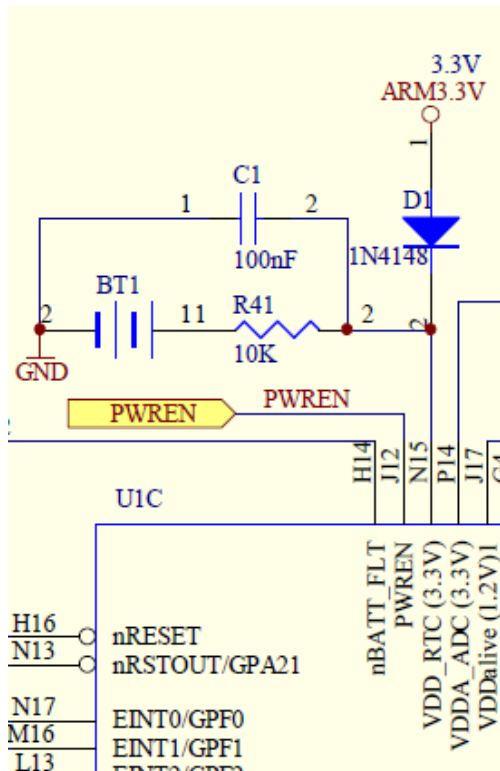 3.3V
ARM3.3V
1
C1
1
2
D1
100nF
1N4148
BT1
2
11
R41
2
2
10K
GND
PWREN
PWREN
H14
J12
N15
P14
J17
U1C
nBATT_FLT
PWREN
VDD_RTC (3.3V)
VDDA_ADC (3.3V)
VDDalive (1.2V)1
H16
nRESET
N13
nRSTOUT/GPA21
N17
EINT0/GPF0
M16
EINT1/GPF1
L13